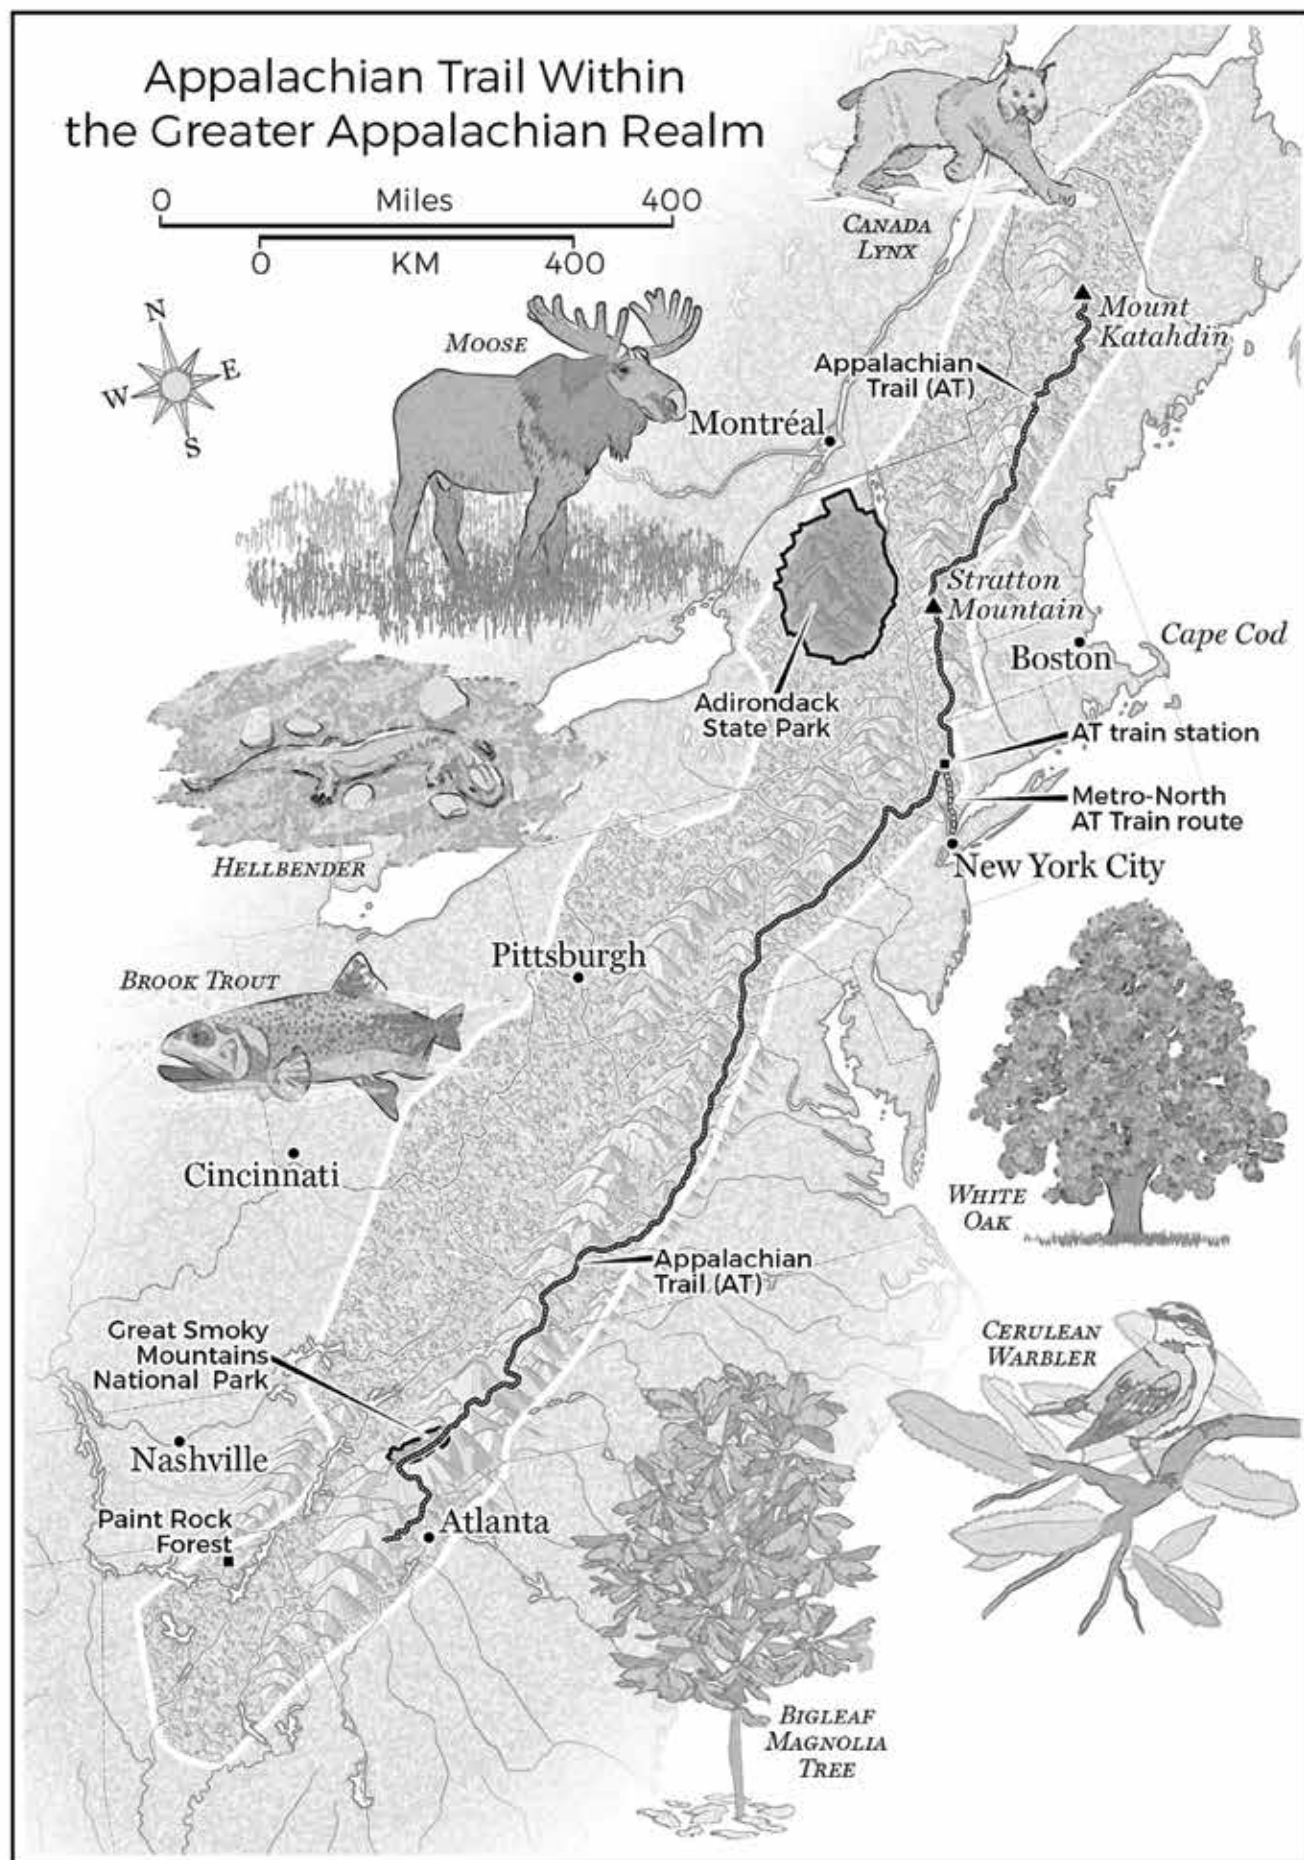 Appalachian Trail Within
the Greater Appalachian Realm
0 Miles 400
0 KM 400
N
E
W
S
CANADA
LYNX
MOOSE
Mount
Katahdin
Appalachian
Trail (AT)
Montréal
Stratton
Mountain
Boston
Cape Cod
Adirondack
State Park
AT train station
Metro-North
AT Train route
New York City
HELLBENDER
Pittsburgh
BROOK TROUT
Cincinnati
WHITE
OAK
Appalachian
Trail (AT)
Great Smoky
Mountains
National Park
CERULEAN
WARBLER
Nashville
Paint Rock
Forest
Atlanta
BIGLEAF
MAGNOLIA
TREE